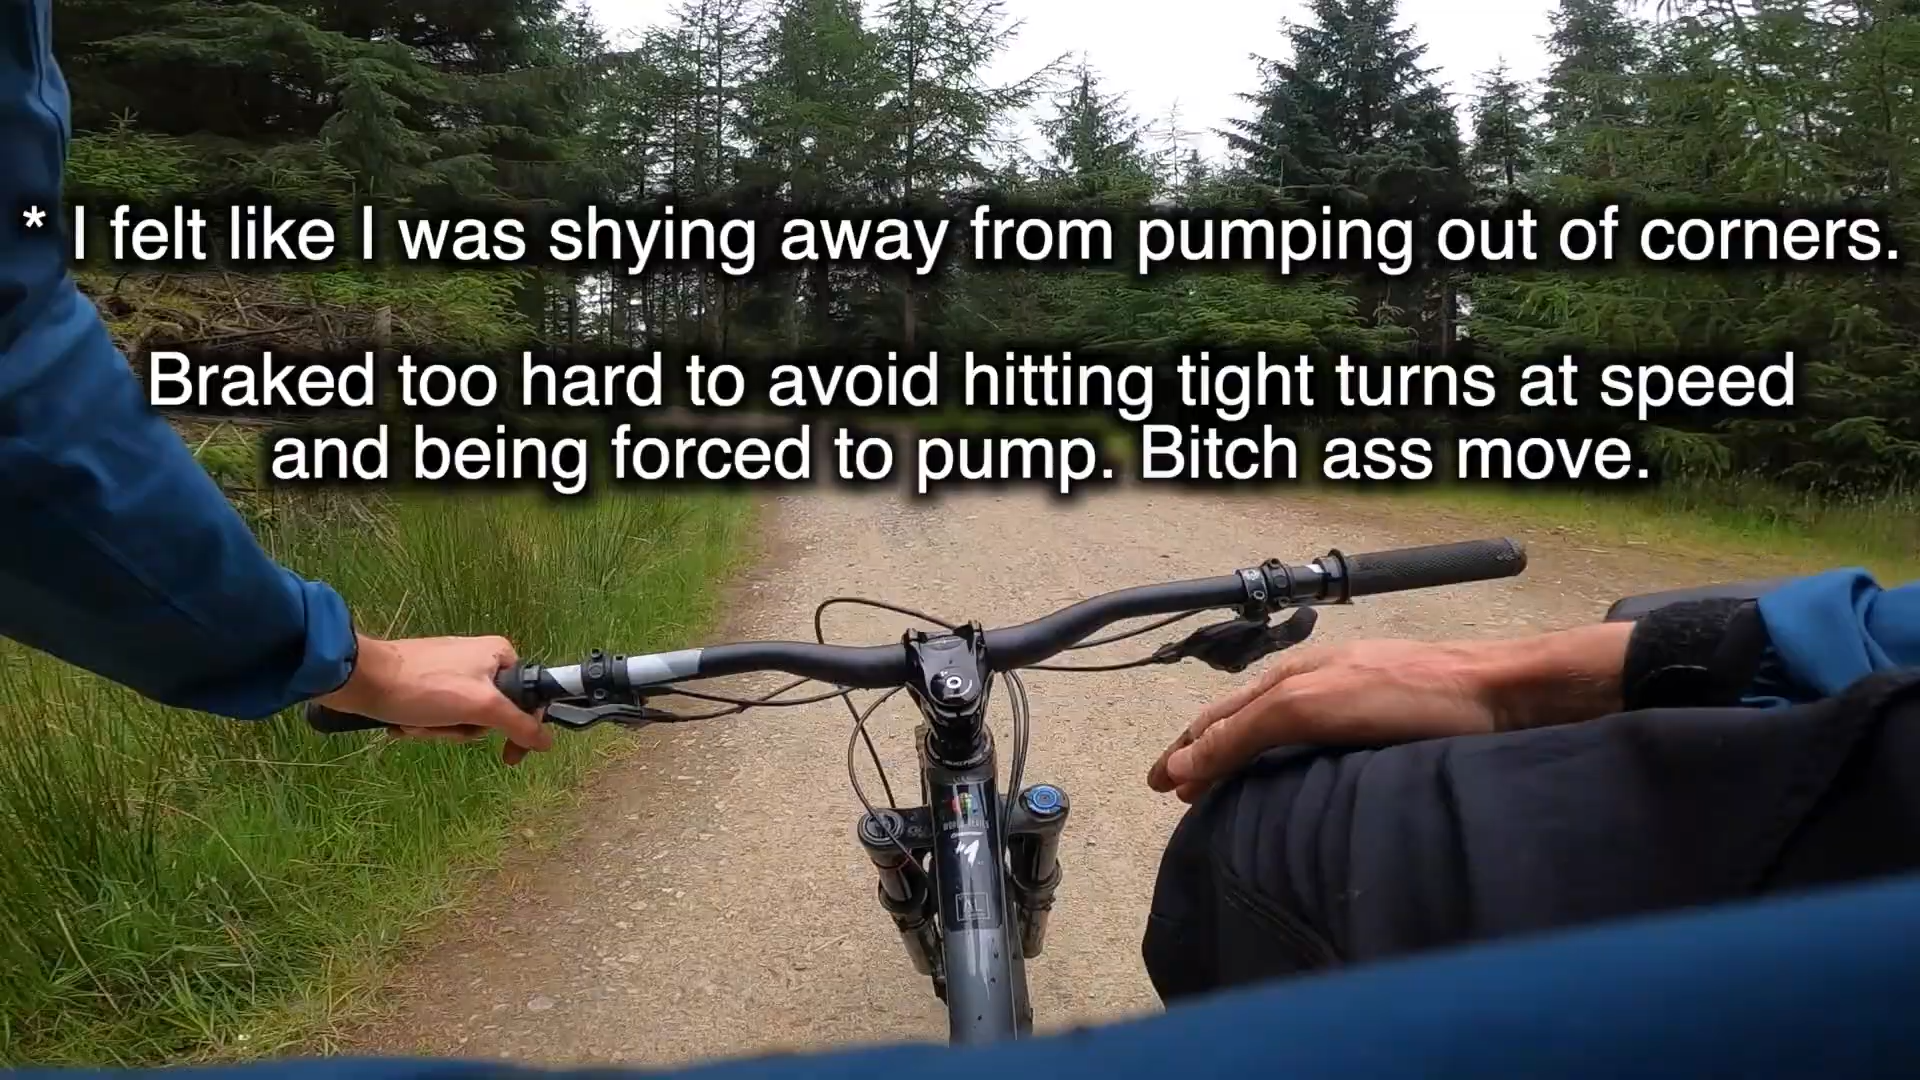 * I felt like I was shying away from pumping out of corners.
Braked too hard to avoid hitting tight turns at speed
and being forced to pump. Bitch ass move.
AL